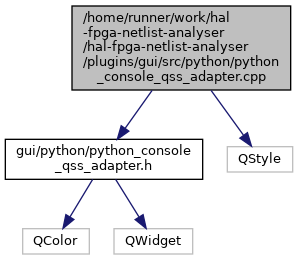 /home/runner/work/hal
-fpga-netlist-analyser
/hal-fpga-netlist-analyser
/plugins/gui/src/python/python
_console_qss_adapter.cpp
gui/python/python_console
_qss_adapter.h
QStyle
QColor
QWidget